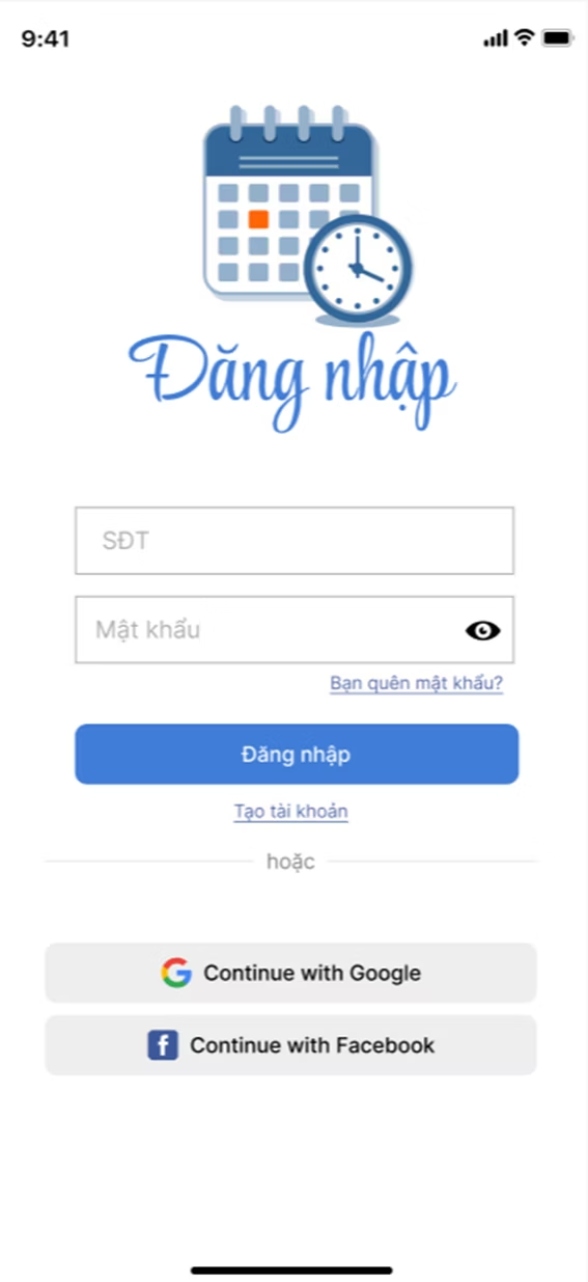 9:41
Đăng nhập
SĐT
Mật khẩu
Bạn quên mật khẩu?
Đăng nhập
Tạo tài khoản
hoặc
Continue with Google
Continue with Facebook